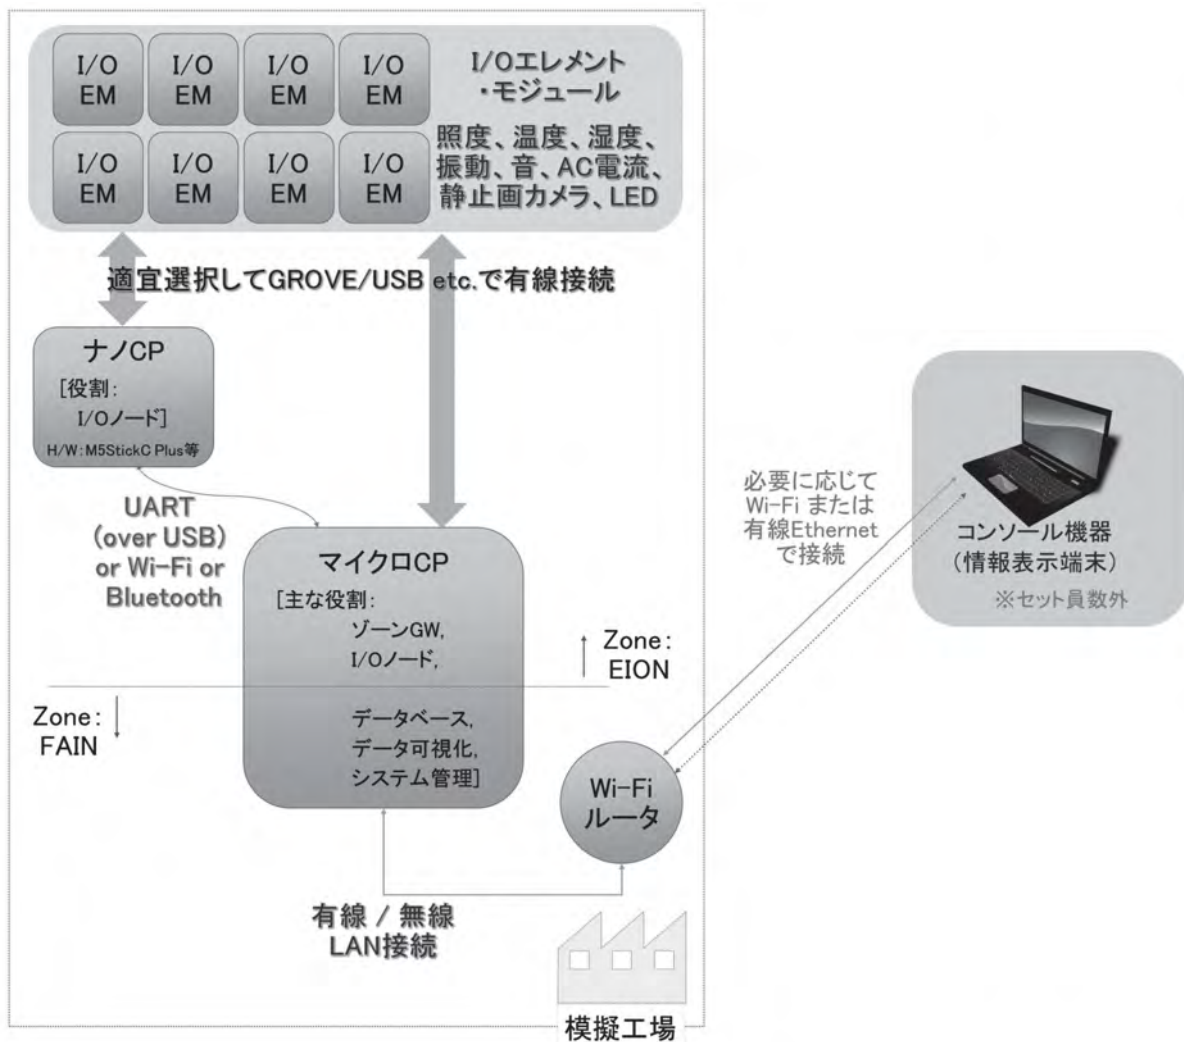 I/O I/O I/O I/O
EM EM EM EM
I/Oエレメント
・モジュール
I/O I/O I/O I/O
EM EM EM EM
照度、温度、湿度、
振動、音、AC電流、
静止画カメラ、LED
適宜選択してGROVE/USB etc.で有線接続
ナノCP
[役割:
I/Oノード]
H/W:M5StickC Plus等
UART
(over USB)
or Wi-Fi or
Bluetooth
マイクロCP
[主な役割:
ゾーンGW,
I/Oノード,
Zone:
EION
Zone:
FAIN
データベース,
データ可視化,
システム管理]
Wi-Fi
ルータ
必要に応じて
Wi-Fi または
有線Ethernet
で接続
コンソール機器
(情報表示端末)
※セット員数外
有線 / 無線
LAN接続
模擬工場